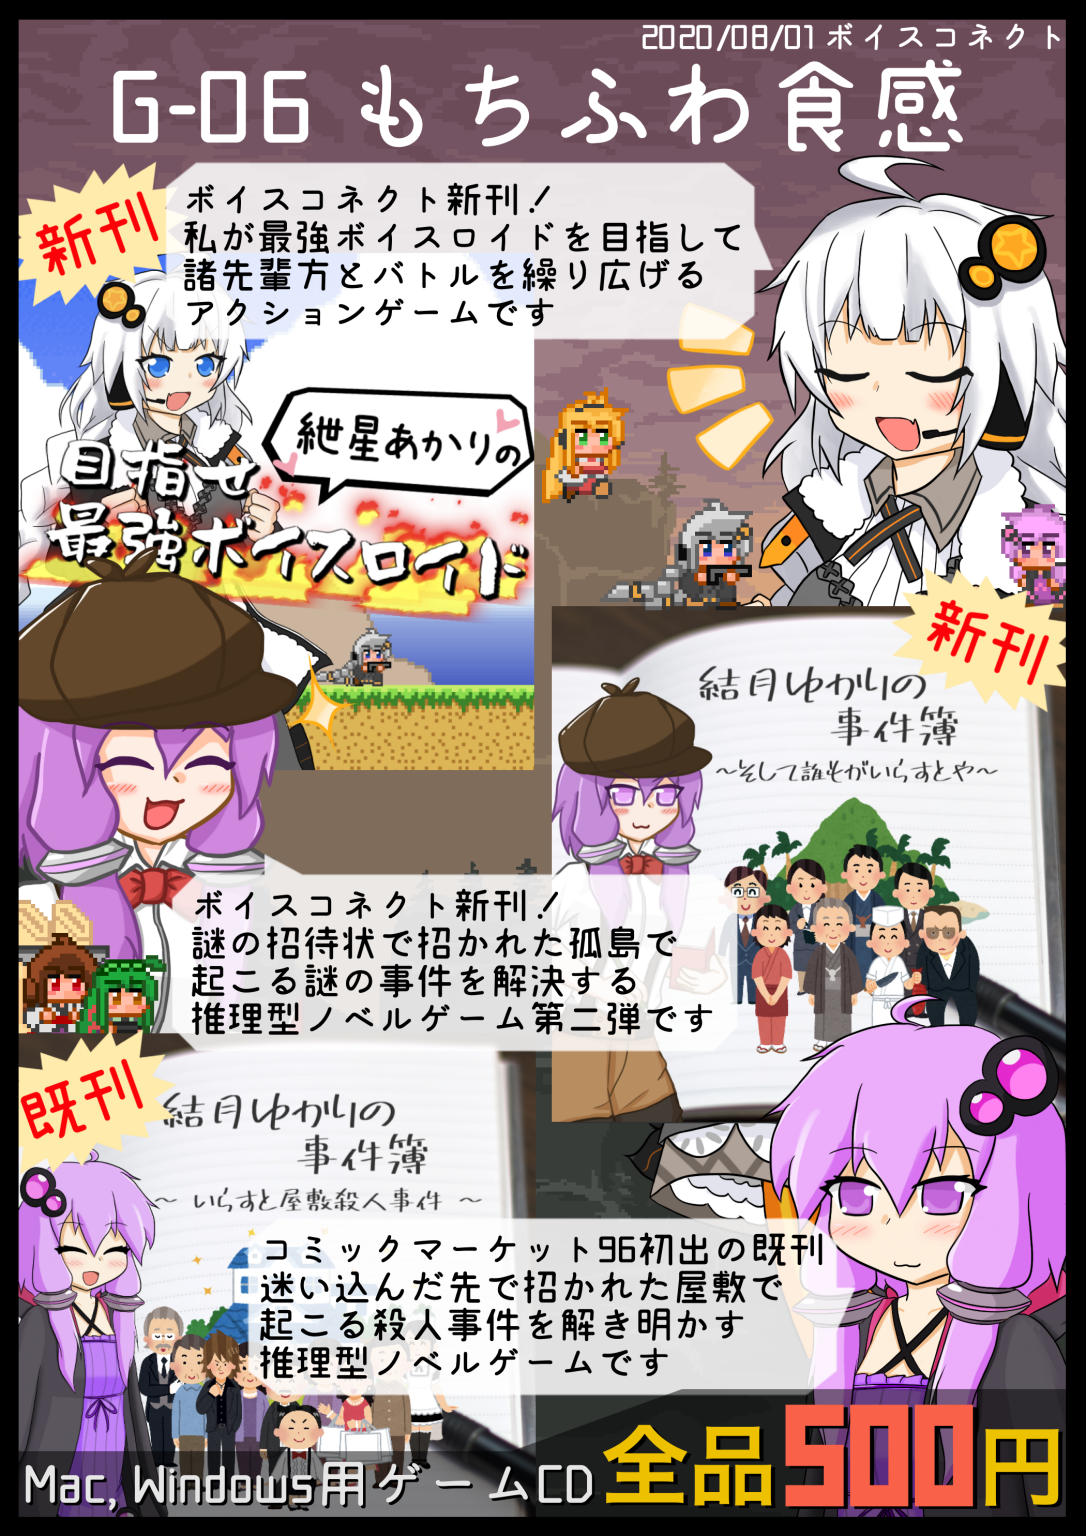 2020/08/01 ボイスコネクト
G-06 もちふわ食感
新刊
ボイスコネクト新刊！
私が最強ボイスロイドを目指して
諸先輩方とバトルを繰り広げる
アクションゲームです
紲星あかりの
目指せ
最強ボイスロイド
新刊
結月ゆかりの
事件簿
～そして誰もがいらすとや～
ボイスコネクト新刊！
謎の招待状で招かれた孤島で
起こる謎の事件を解決する
推理型ノベルゲーム第二弾です
既刊
結月ゆかりの
事件簿
～ いらすと屋敷殺人事件 ～
コミックマーケット96初出の既刊
迷い込んだ先で招かれた屋敷で
起こる殺人事件を解き明かす
推理型ノベルゲームです
Mac, Windows用ゲームCD 全品500円